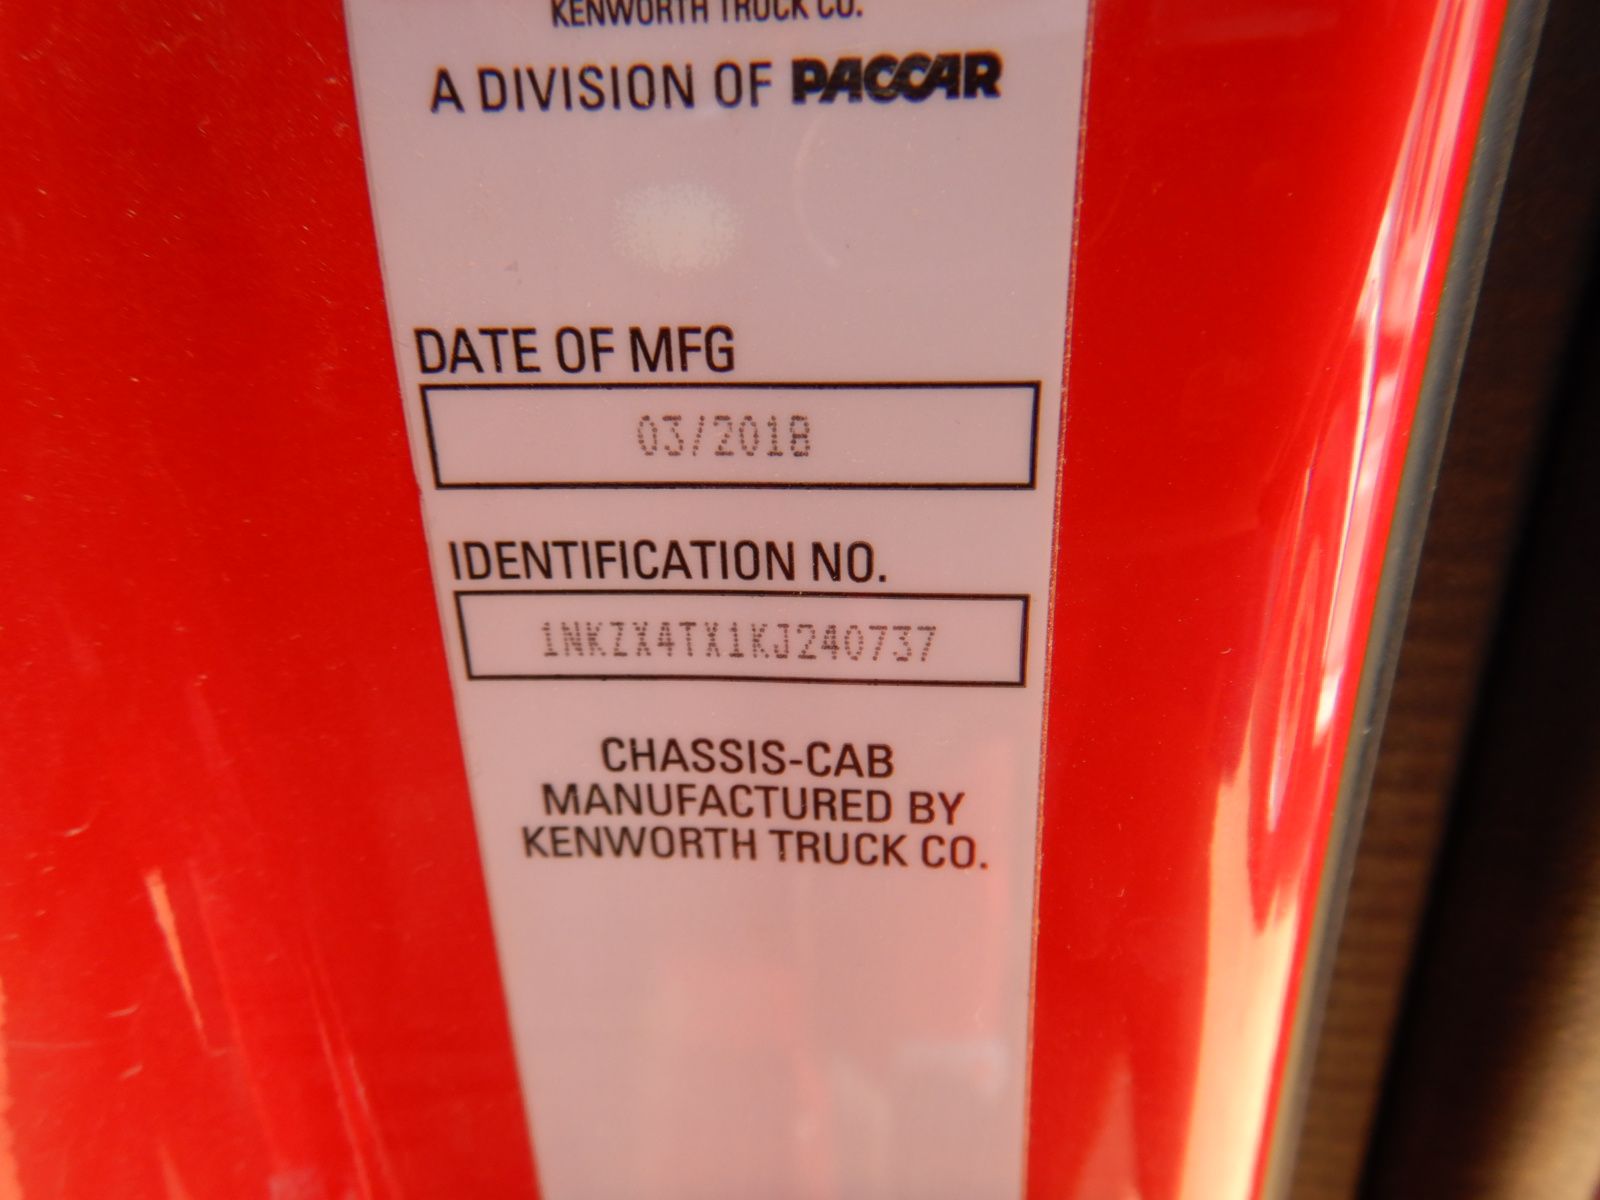 KENWORTH TRUCK CO.
A DIVISION OF PACCAR
DATE OF MFG
03/2018
IDENTIFICATION NO.
1NKZX4TX1KJ240737
CHASSIS-CAB
MANUFACTURED BY
KENWORTH TRUCK CO.